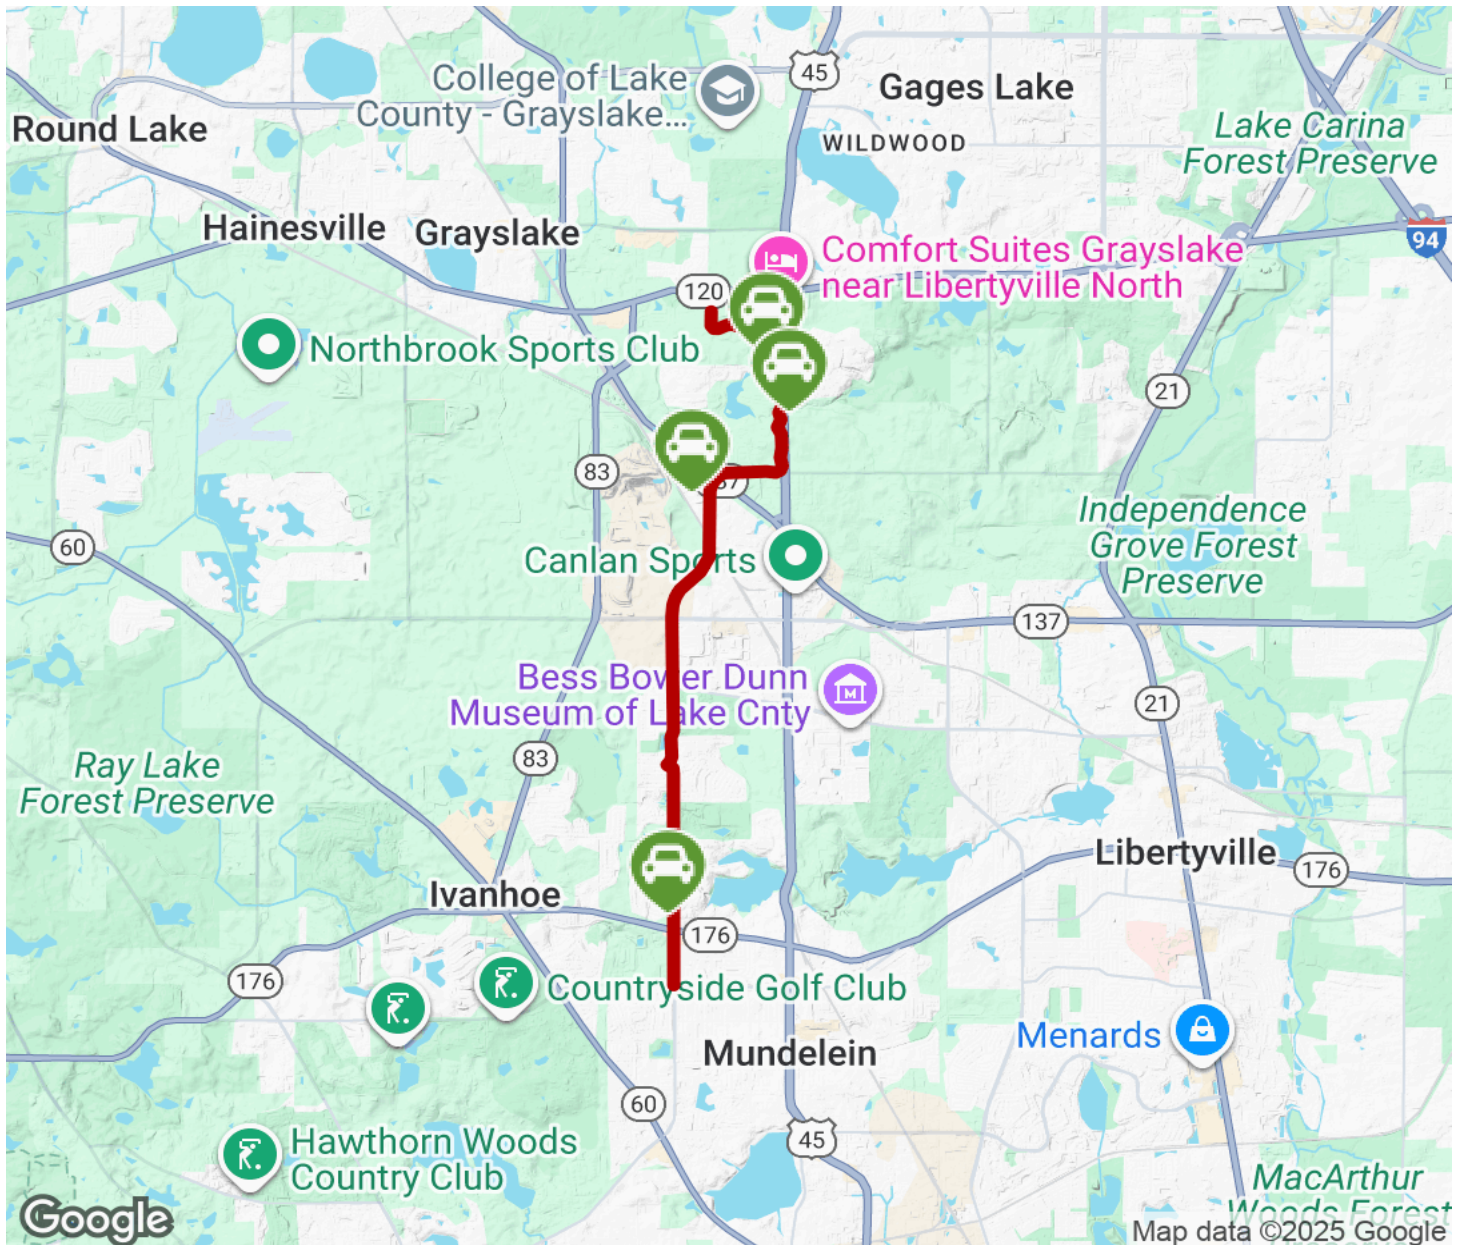 45
Gages Lake
College of Lake
County - Grayslake...
Round Lake
WILDWOOD
Lake Carina
Forest Preserve
Hainesville
Grayslake
94
Comfort Suites Grayslake
near Libertyville North
120
Northbrook Sports Club
21
83
60
Independence
Grove Forest
Preserve
Canlan Sports
137
Bess Bower Dunn
Museum of Lake Cnty
M
21
83
Ray Lake
Forest Preserve
Libertyville
176
Ivanhoe
176
176
Countryside Golf Club
Menards
Mundelein
60
45
Hawthorn Woods
Country Club
MacArthur
Woods Forest
Google
Map data ©2025 Google